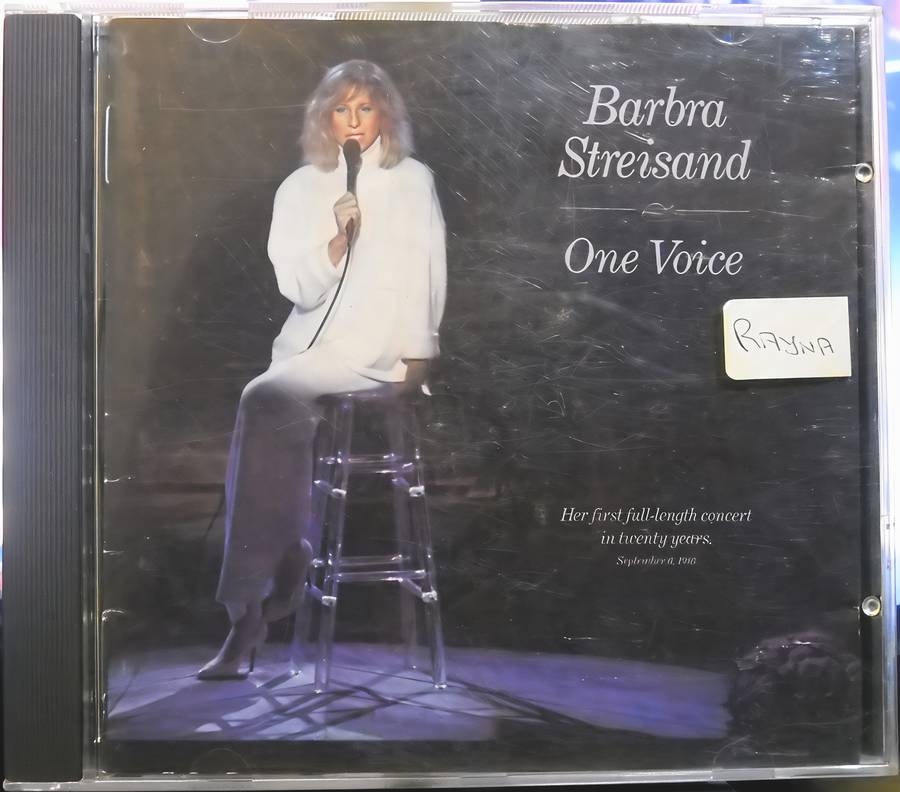 Barbra
Streisand
One Voice
RAYNA
Her first full-length concert
in twenty years.
September 6, 1986